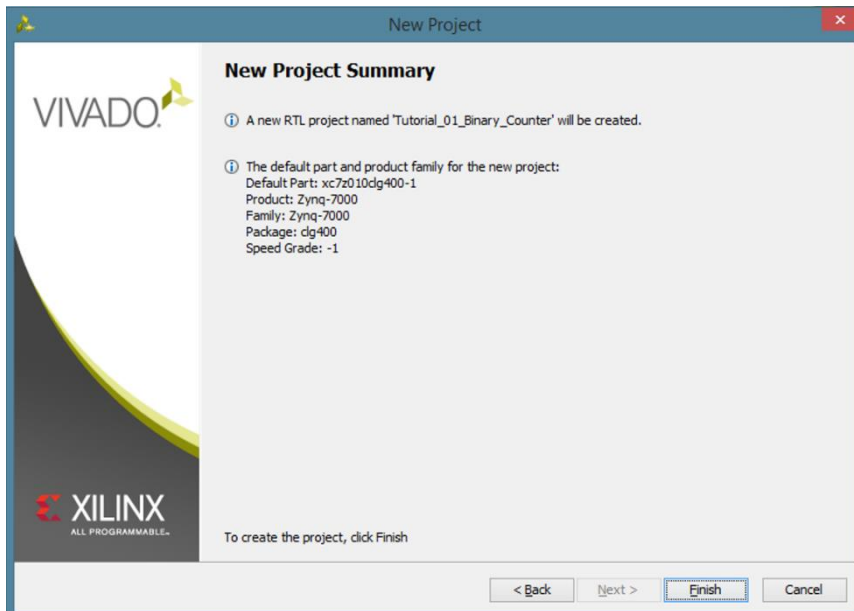 New Project
VIVADO.
New Project Summary
A new RTL project named 'Tutorial_01_Binary_Counter' will be created.
The default part and product family for the new project:
Default Part: xc7z010clg400-1
Product: Zynq-7000
Family: Zynq-7000
Package: clg400
Speed Grade: -1
XILINX
ALL PROGRAMMABLE.
To create the project, click Finish
< Back Next > Finish Cancel